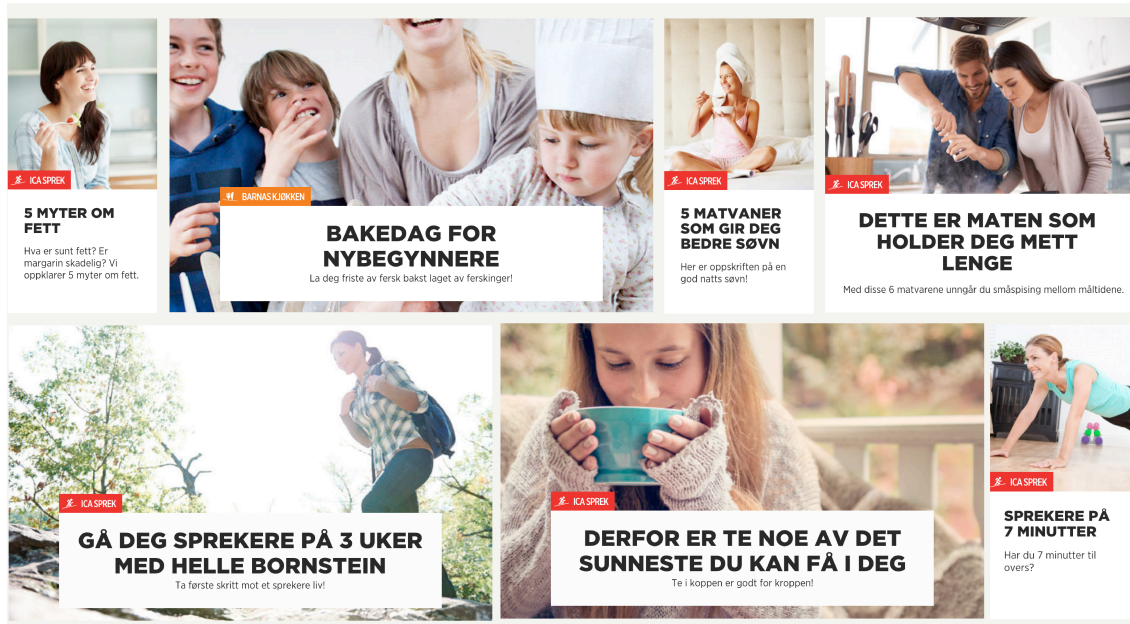 ICA SPREK
5 MYTER OM
FETT
Hva er sunt fett? Er
margarin skadelig? Vi
oppklarer 5 myter om fett.
BARNAS KJØKKEN
BAKEDAG FOR
NYBEGYNNERE
La deg friste av fersk bakst laget av ferskinger!
ICA SPREK
5 MATVANER
SOM GIR DEG
BEDRE SØVN
Her er oppskriften på en
god natts søvn!
ICA SPREK
DETTE ER MATEN SOM
HOLDER DEG METT
LENGE
Med disse 6 matvarene unngår du småspising mellom måltidene.
ICA SPREK
GÅ DEG SPREKERE PÅ 3 UKER
MED HELLE BORNSTEIN
Ta første skritt mot et sprekere liv!
ICA SPREK
DERFOR ER TE NOE AV DET
SUNNESTE DU KAN FÅ I DEG
Te i koppen er godt for kroppen!
ICA SPREK
SPREKERE PÅ
7 MINUTTER
Har du 7 minutter til
overs?